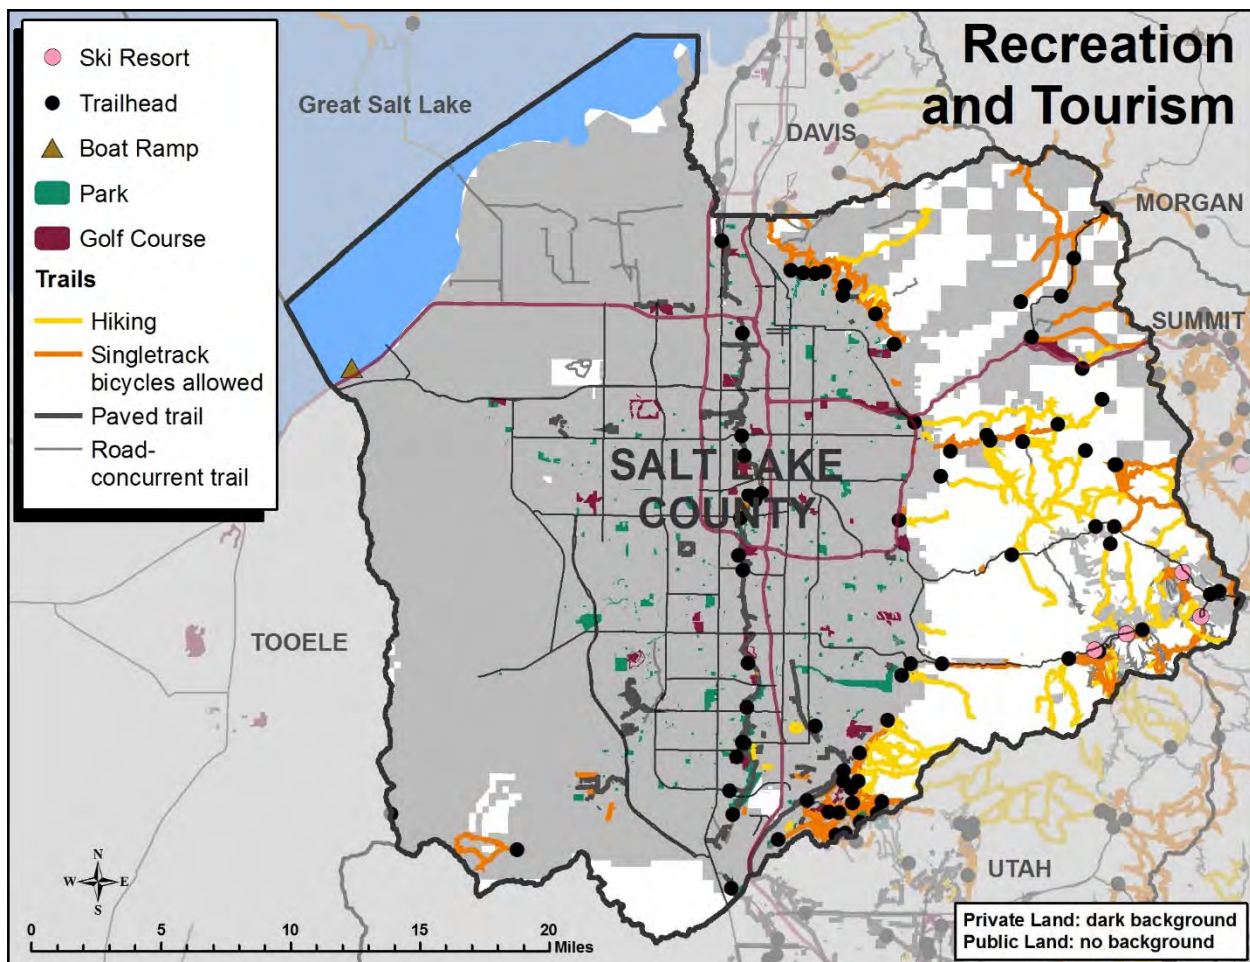 Recreation
and Tourism
Ski Resort
Trailhead
Boat Ramp
Park
Golf Course
Trails
Hiking
Singletrack
bicycles allowed
Paved trail
Road-
concurrent trail
Great Salt Lake
DAVIS
MORGAN
SUMMIT
SALT LAKE
COUNTY
TOOELE
UTAH
N
W
E
S
0 5 10 15 20
Miles
Private Land: dark background
Public Land: no background